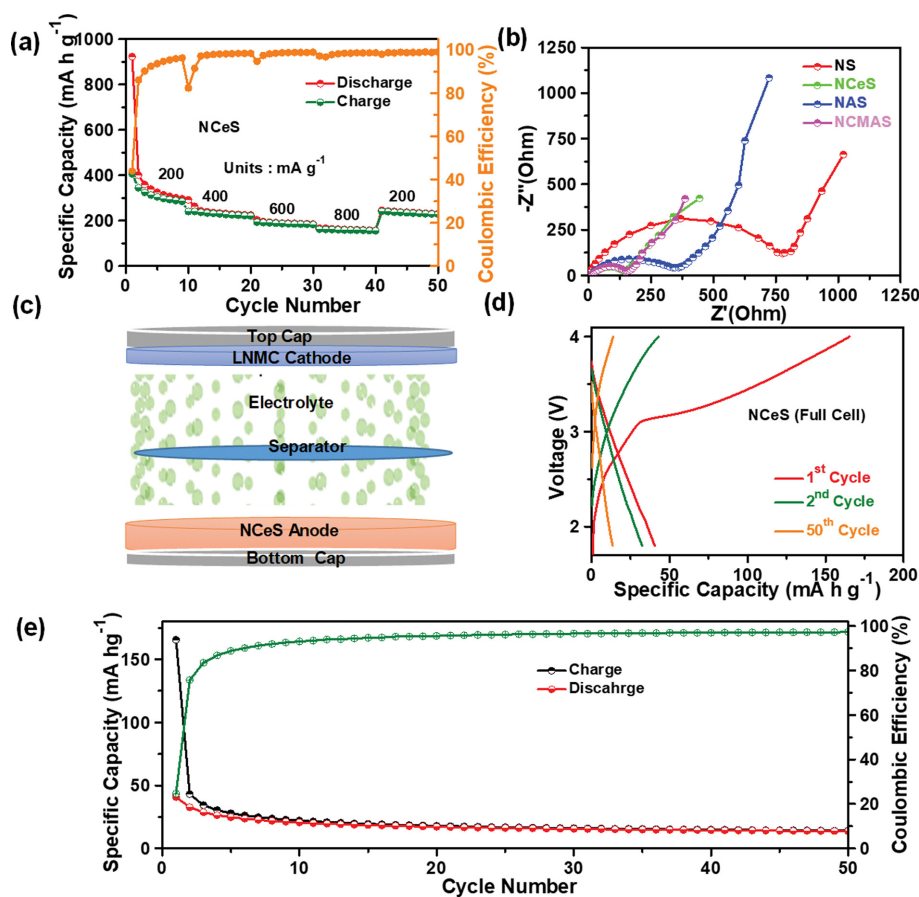 (a)
1000
800
600
400
200
0
Specific Capacity (mA h g⁻¹)
100
80
60
40
20
0
Coulombic Efficiency (%)
Discharge
Charge
NCeS
Units : mA g⁻¹
200
400
600
800
200
0 10 20 30 40 50
Cycle Number
(b)
-1250
1000
750
500
250
0
-Z''(Ohm)
NS
NCeS
NAS
NCMAS
0 250 500 750 1000 1250
Z'(Ohm)
(c)
Top Cap
LNMC Cathode
Electrolyte
Separator
NCeS Anode
Bottom Cap
(d)
4
3
2
Voltage (V)
NCeS (Full Cell)
1st Cycle
2nd Cycle
50th Cycle
0 50 100 150 200
Specific Capacity (mA h g⁻¹)
(e)
150
100
50
0
Specific Capacity (mA hg⁻¹)
100
80
60
40
20
0
Coulombic Efficiency (%)
Charge
Discahrge
0 10 20 30 40 50
Cycle Number